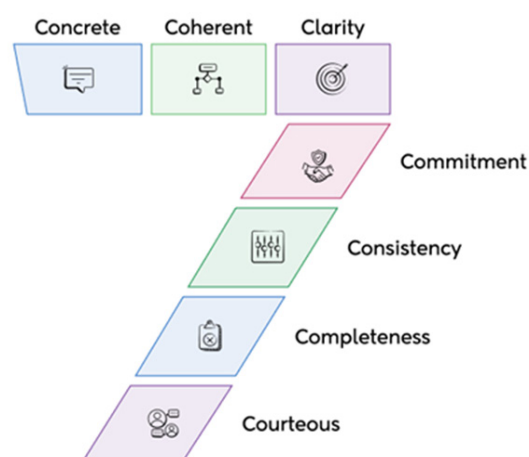 Concrete Coherent Clarity
Commitment
Consistency
Completeness
Courteous